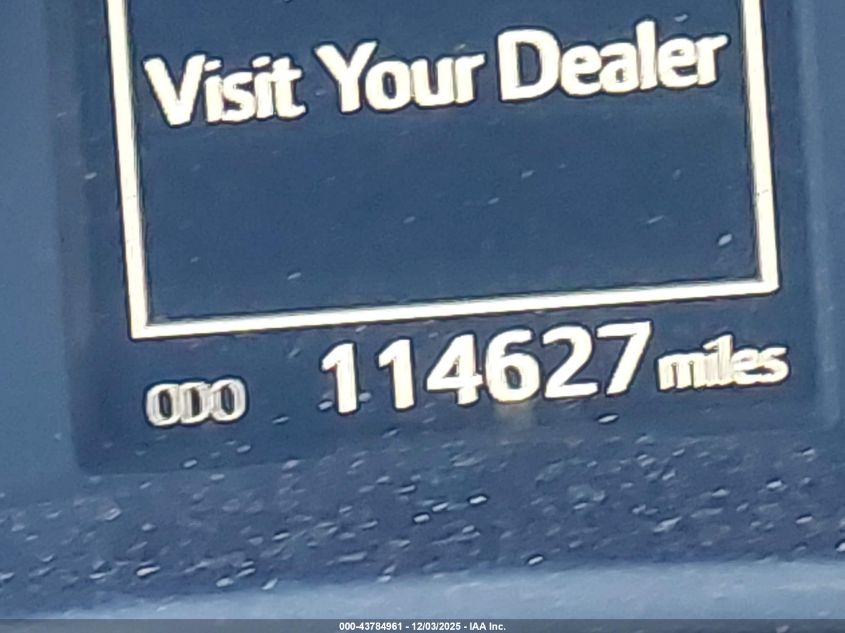 Visit Your Dealer
ODO 114627 miles
000-43784961 - 12/03/2025 - IAA Inc.